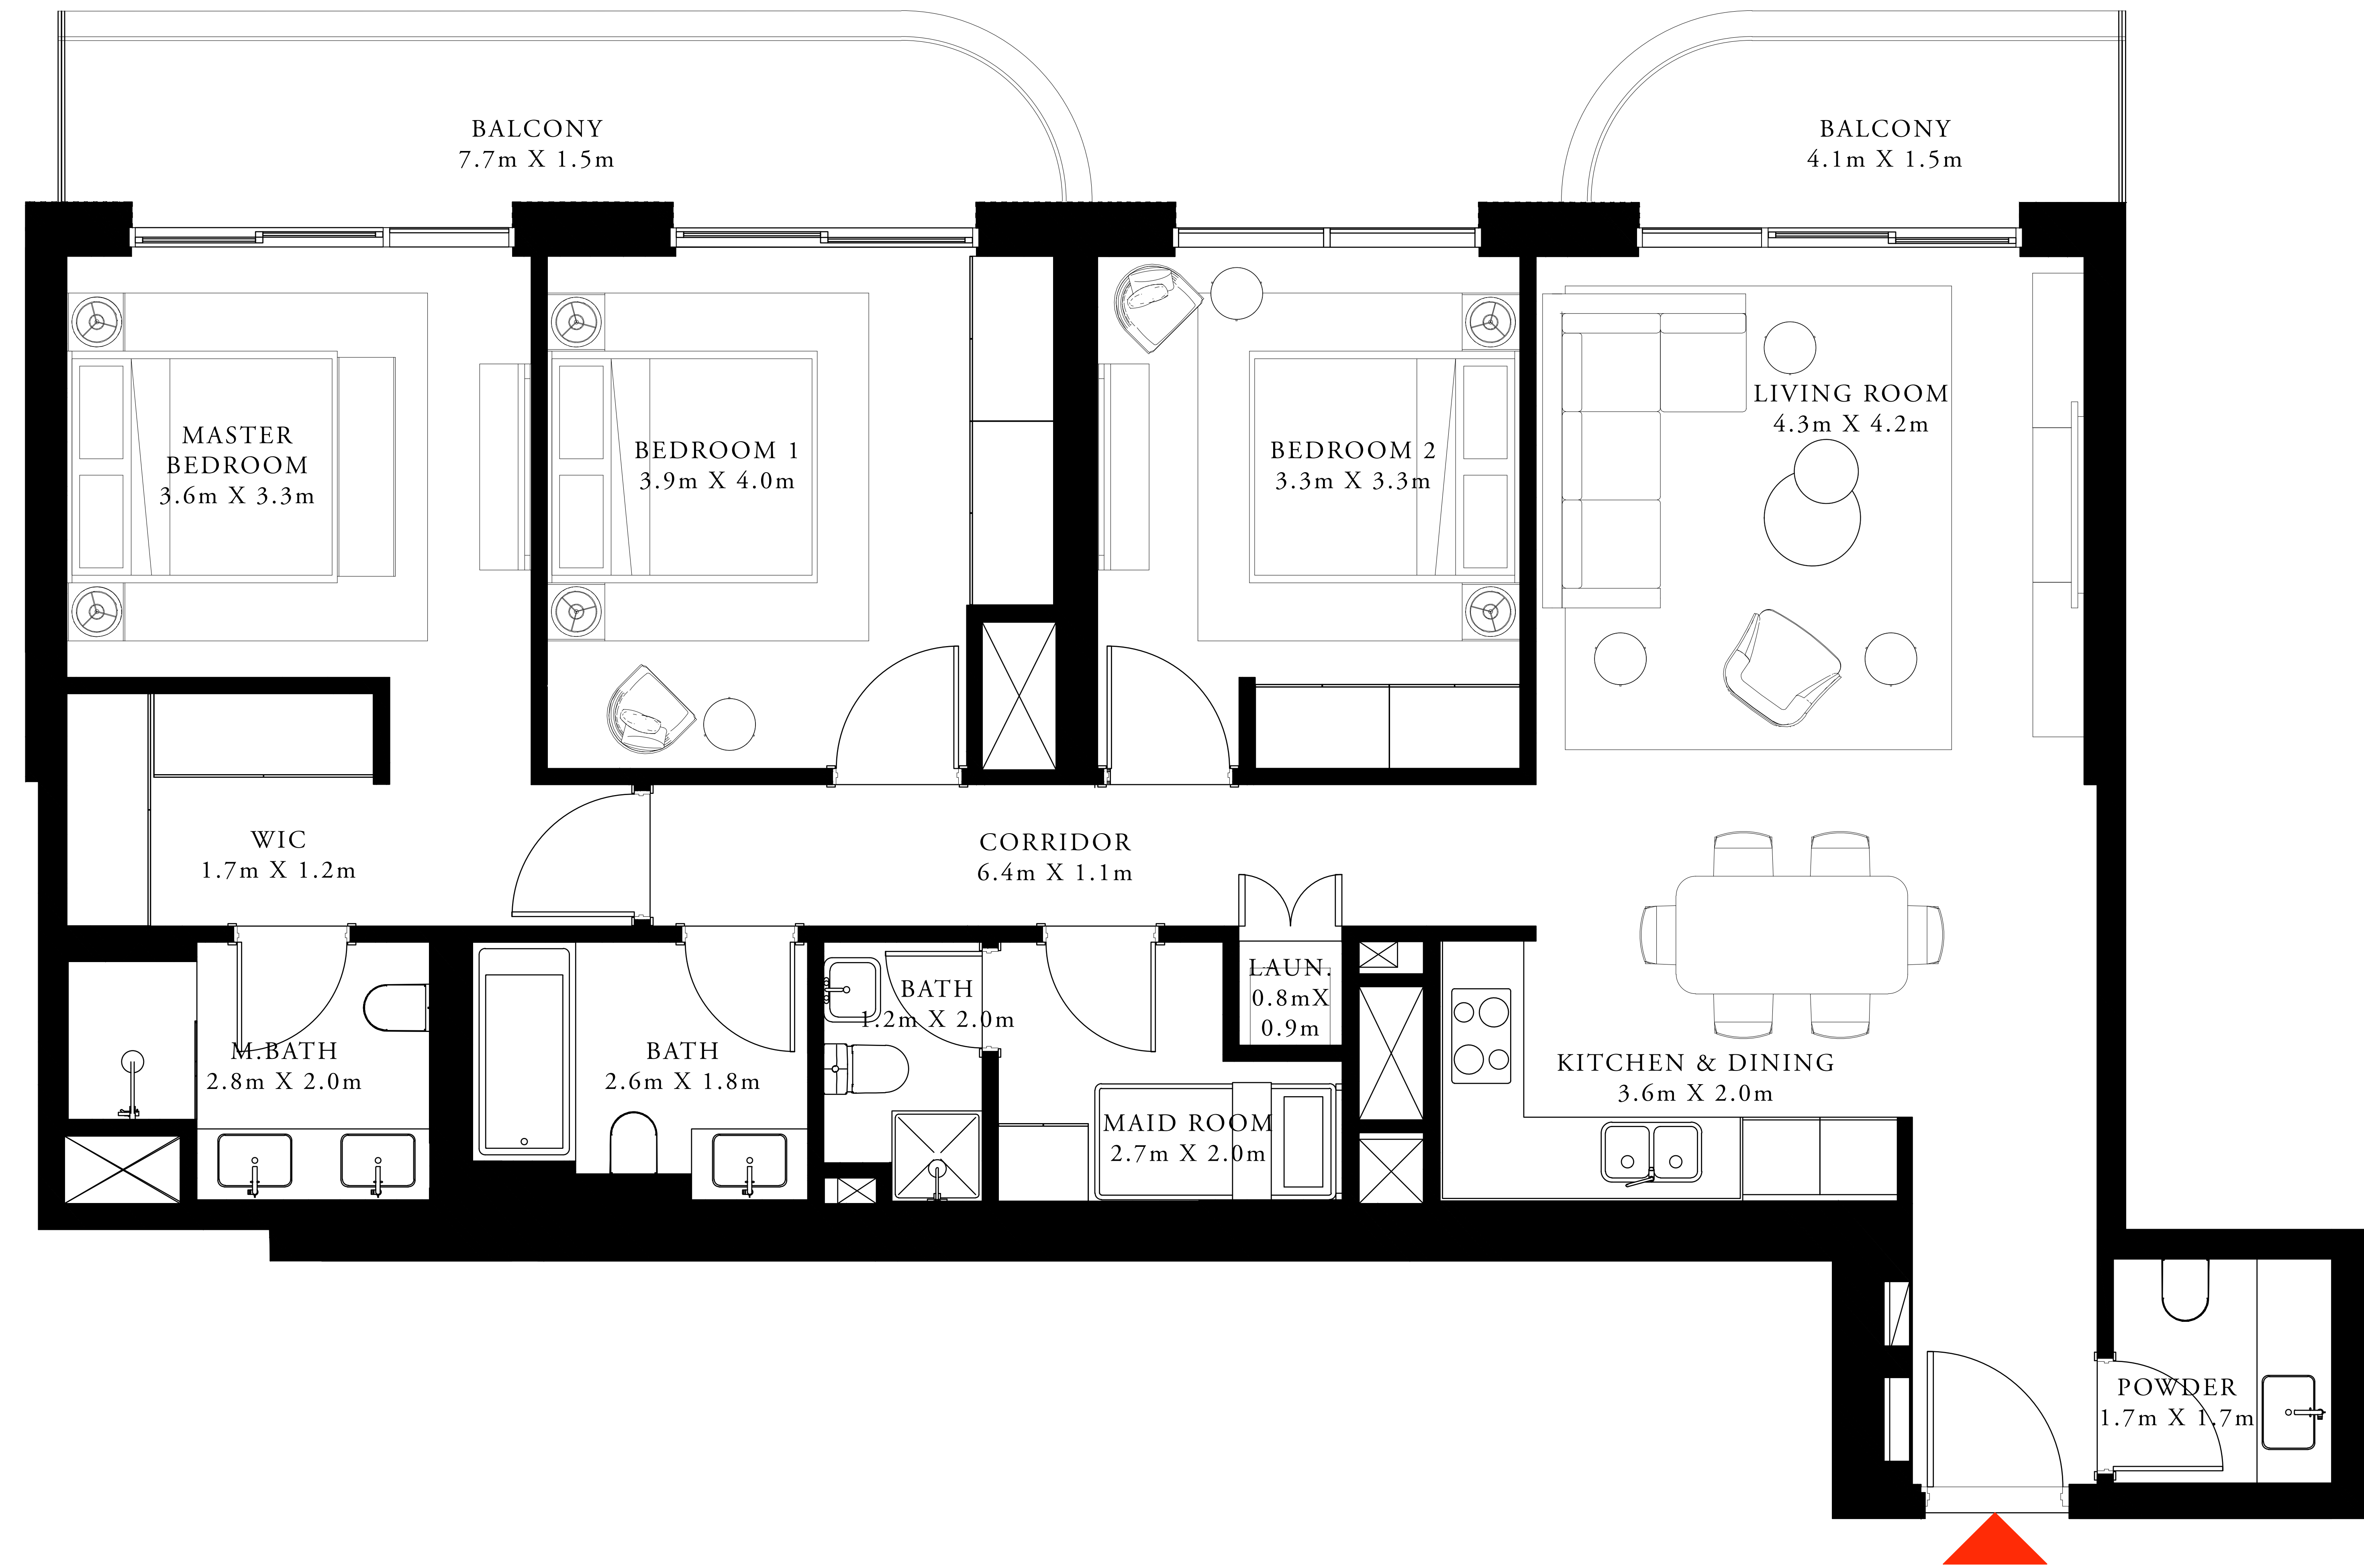 BALCONY
7.7m X 1.5m
BALCONY
4.1m X 1.5m
MASTER
BEDROOM
3.6m X 3.3m
BEDROOM 1
3.9m X 4.0m
BEDROOM 2
3.3m X 3.3m
LIVING ROOM
4.3m X 4.2m
WIC
1.7m X 1.2m
CORRIDOR
6.4m X 1.1m
M.BATH
2.8m X 2.0m
BATH
2.6m X 1.8m
BATH
1.2m X 2.0m
LAUN.
0.8mX
0.9m
MAID ROOM
2.7m X 2.0m
KITCHEN & DINING
3.6m X 2.0m
POWDER
1.7m X 1.7m